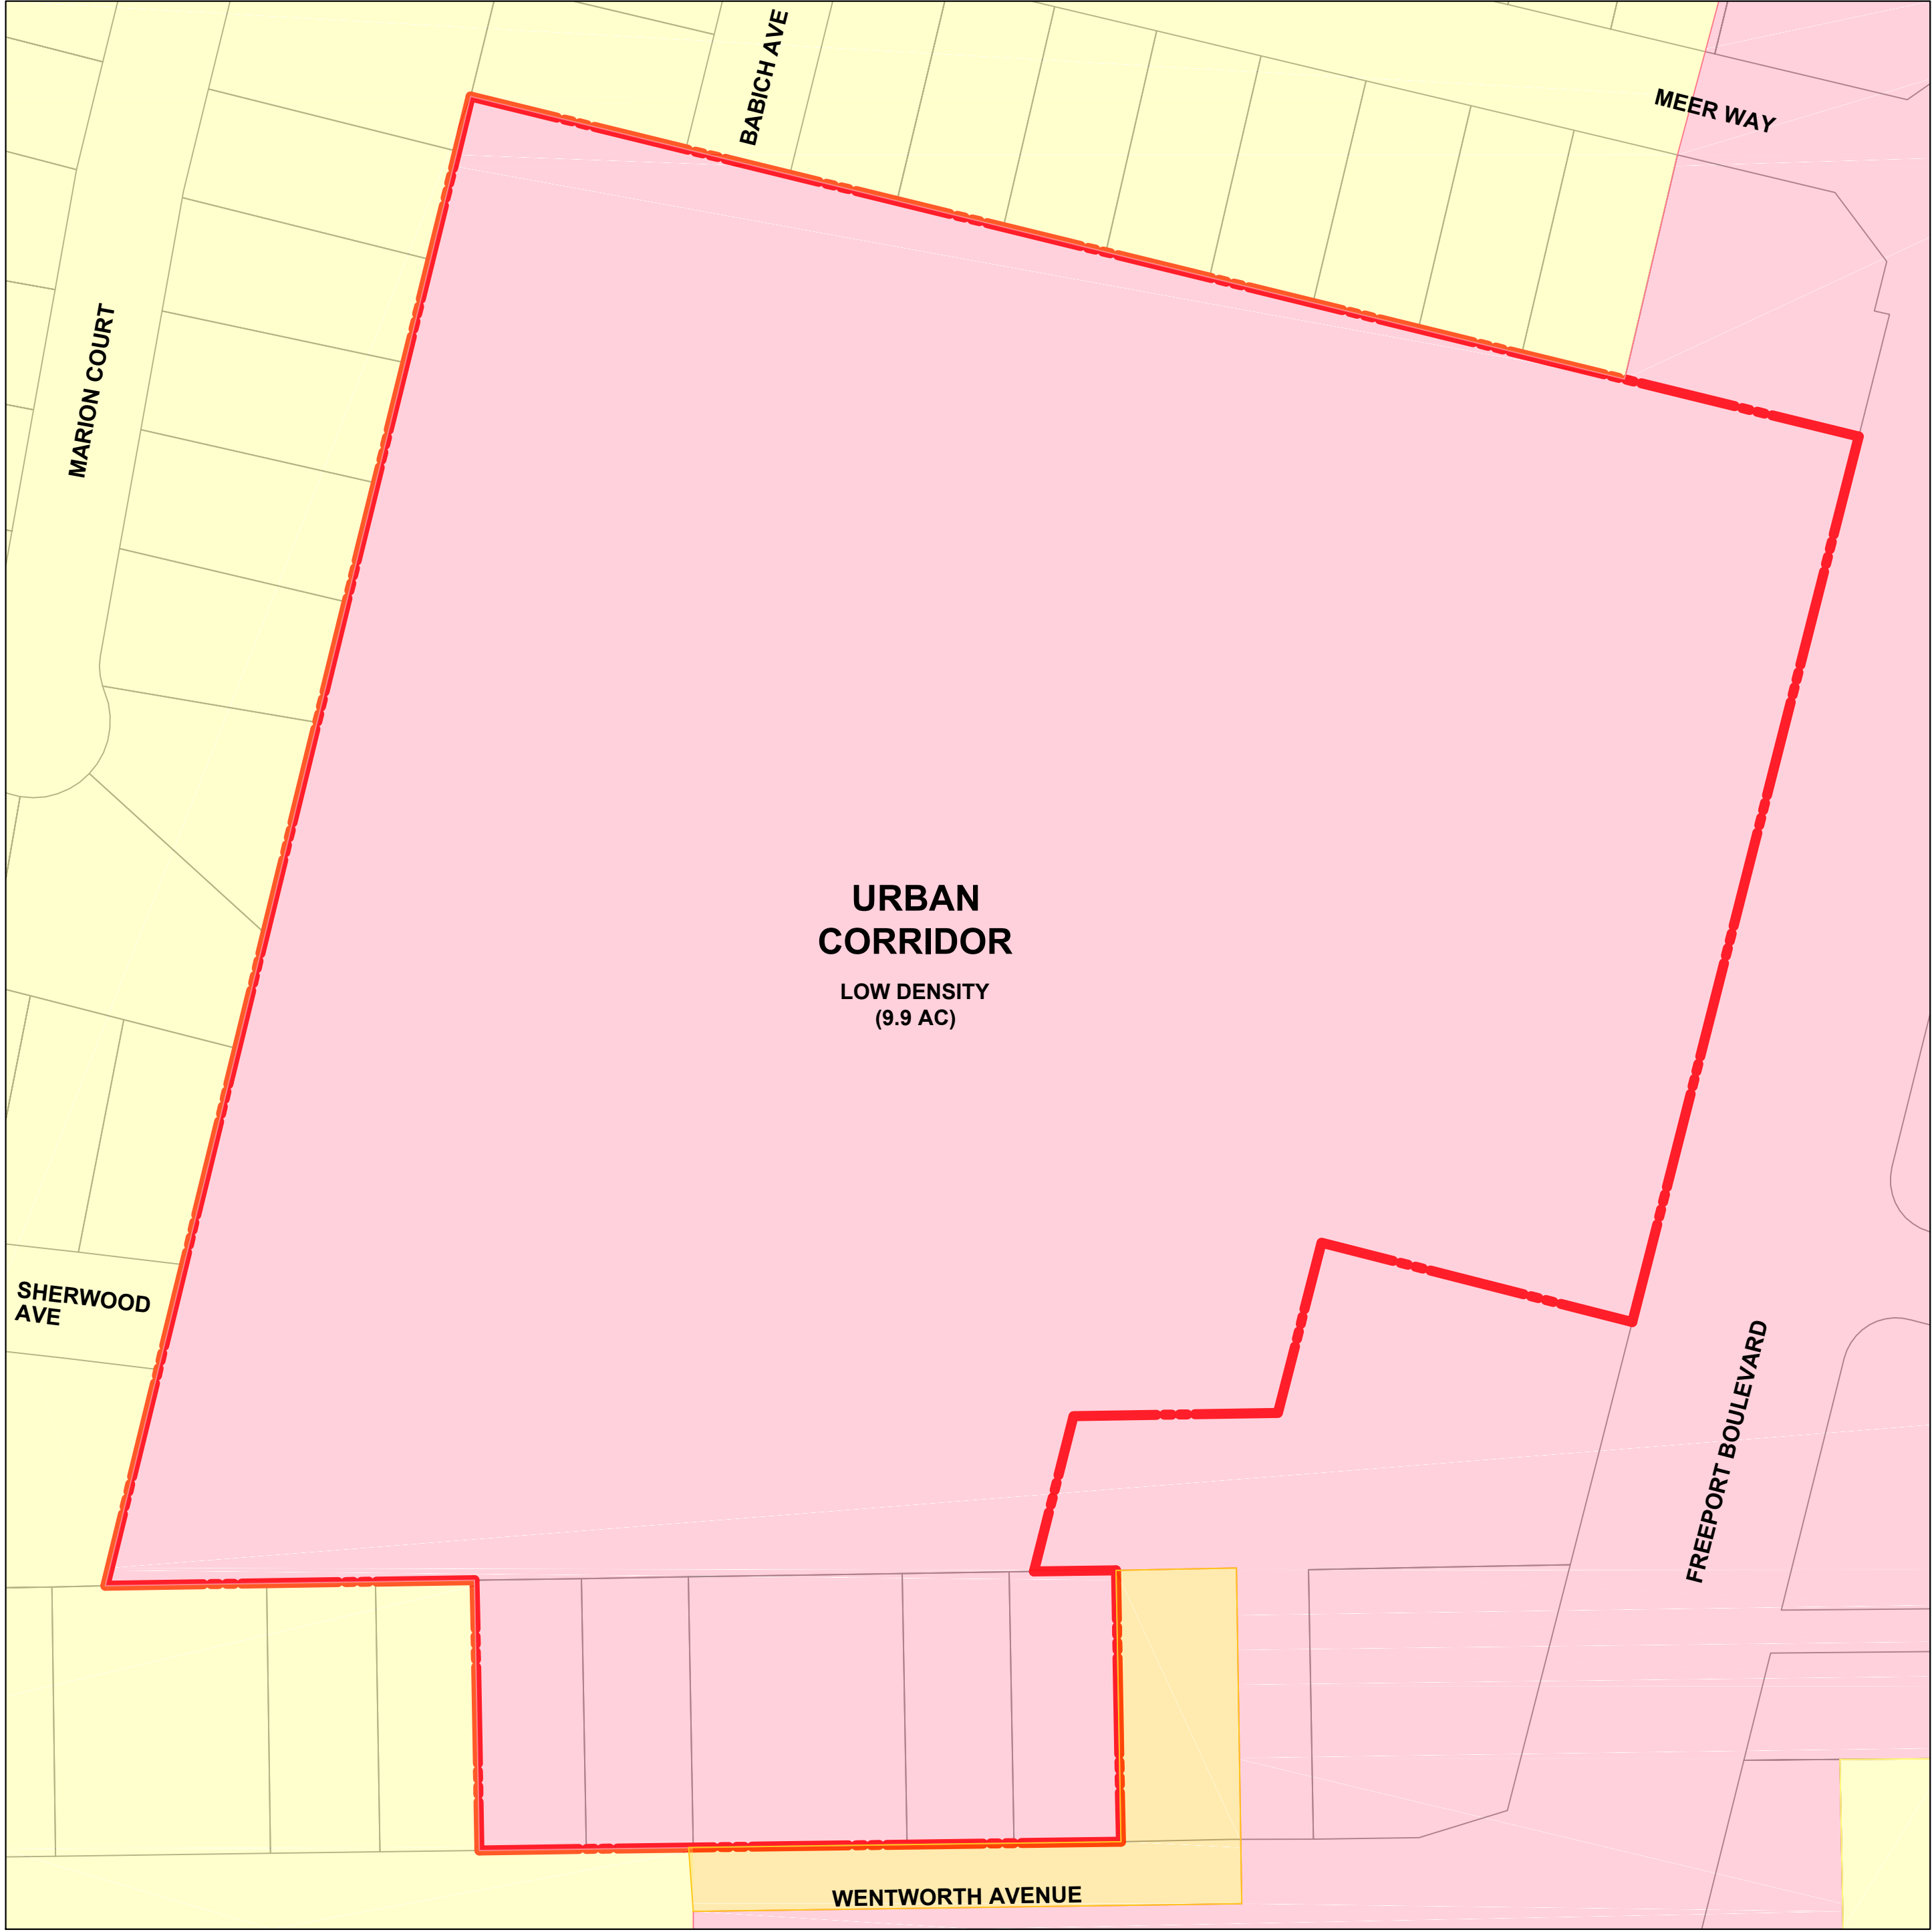 BABICH AVE
MEER WAY
MARION COURT
URBAN
CORRIDOR
LOW DENSITY
(9.9 AC)
SHERWOOD
AVE
FREEPORT BOULEVARD
WENTWORTH AVENUE